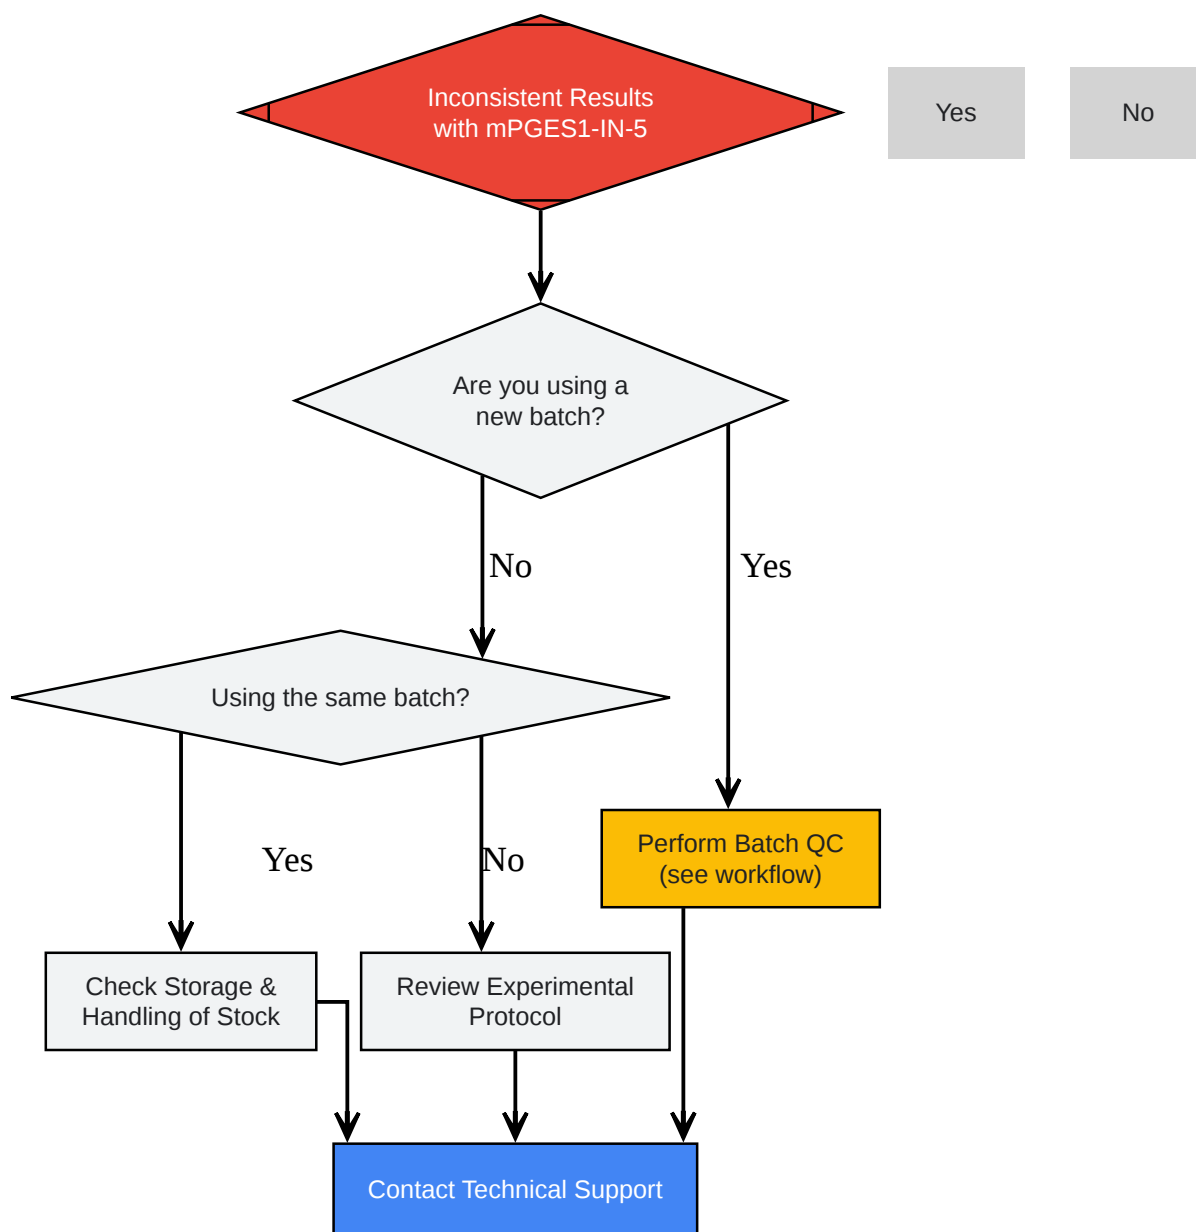 Inconsistent Results
with mPGES1-IN-5
Yes
No
Are you using a
new batch?
No
Yes
Using the same batch?
Perform Batch QC
(see workflow)
Yes
No
Check Storage &
Handling of Stock
Review Experimental
Protocol
Contact Technical Support